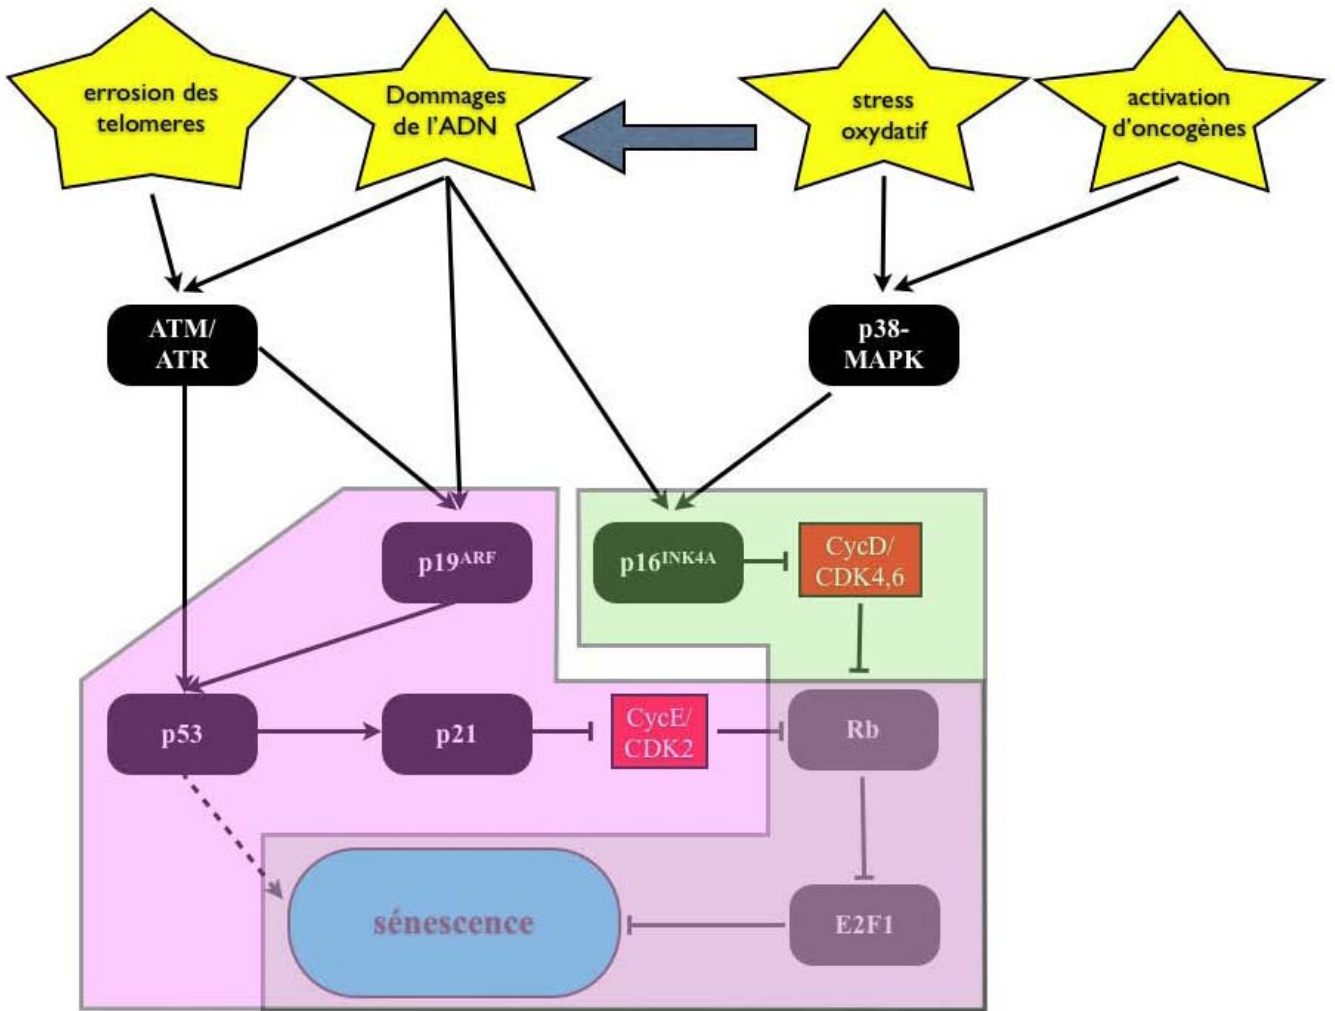 errosion des
telomeres
Dommages
de l'ADN
stress
oxydatif
activation
d'oncogènes
ATM/
ATR
p38-
MAPK
p19ARF
p16INK4A
CycD/
CDK4,6
p53
p21
CycE/
CDK2
Rb
sénescence
E2F1